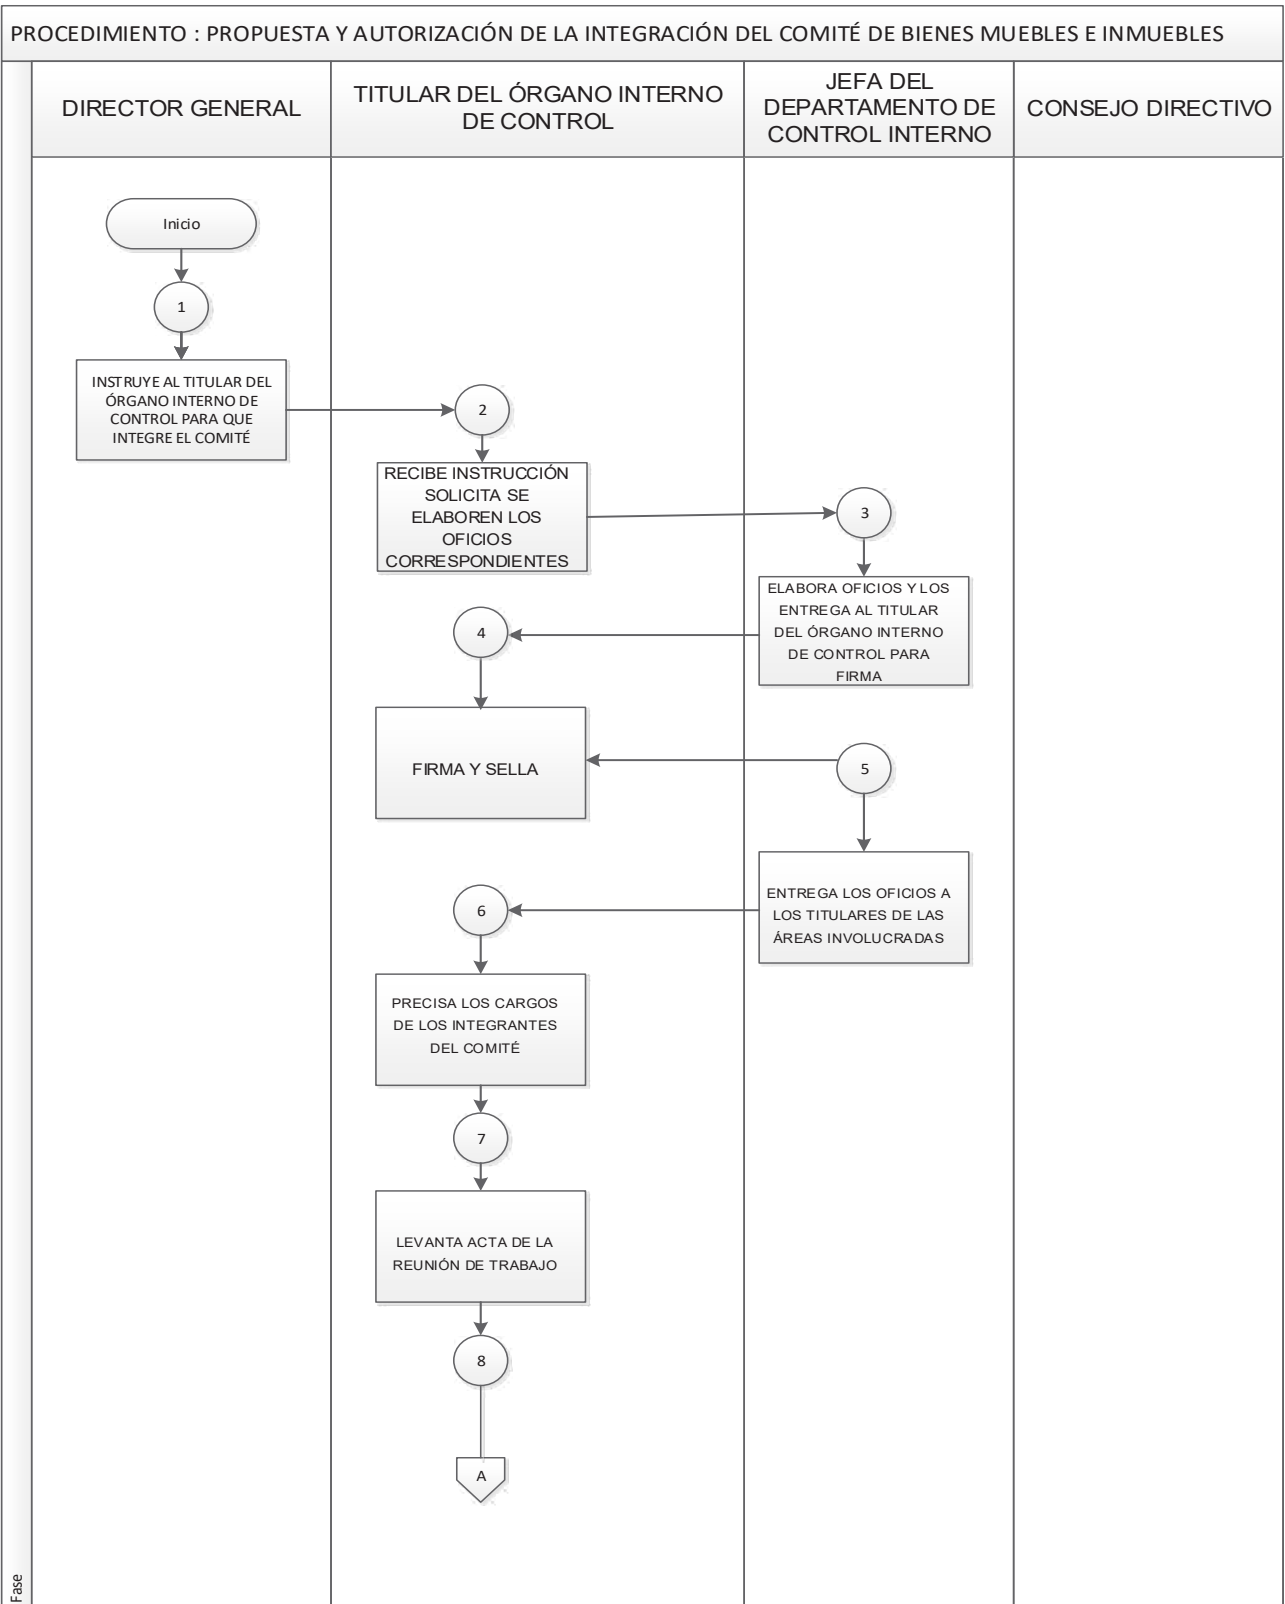 PROCEDIMIENTO : PROPUESTA Y AUTORIZACIÓN DE LA INTEGRACIÓN DEL COMITÉ DE BIENES MUEBLES E INMUEBLES
DIRECTOR GENERAL
TITULAR DEL ÓRGANO INTERNO
DE CONTROL
JEFA DEL
DEPARTAMENTO DE
CONTROL INTERNO
CONSEJO DIRECTIVO
Inicio
1
INSTRUYE AL TITULAR DEL
ÓRGANO INTERNO DE
CONTROL PARA QUE
INTEGRE EL COMITÉ
2
RECIBE INSTRUCCIÓN
SOLICITA SE
ELABOREN LOS
OFICIOS
CORRESPONDIENTES
3
ELABORA OFICIOS Y LOS
ENTREGA AL TITULAR
DEL ÓRGANO INTERNO
DE CONTROL PARA
FIRMA
4
FIRMA Y SELLA
5
ENTREGA LOS OFICIOS A
LOS TITULARES DE LAS
ÁREAS INVOLUCRADAS
6
PRECISA LOS CARGOS
DE LOS INTEGRANTES
DEL COMITÉ
7
LEVANTA ACTA DE LA
REUNIÓN DE TRABAJO
8
A
Fase